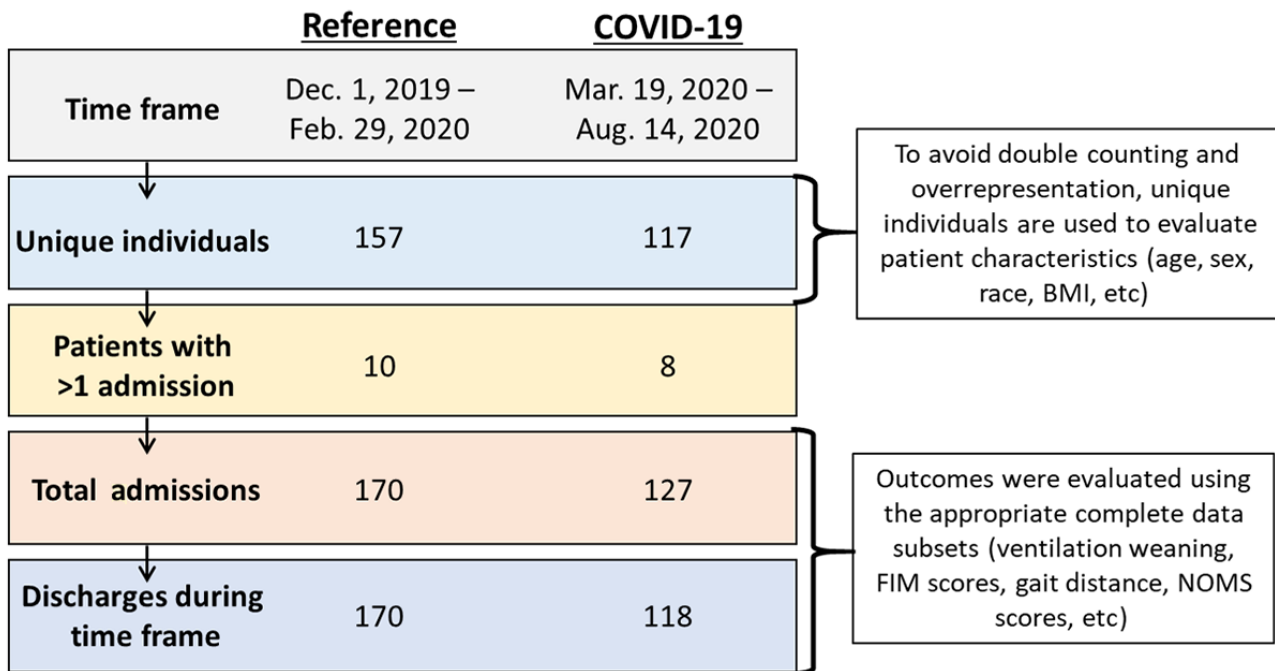 Reference COVID-19
Time frame
Dec. 1, 2019 –
Feb. 29, 2020
Mar. 19, 2020 –
Aug. 14, 2020
Unique individuals 157 117
To avoid double counting and
overrepresentation, unique
individuals are used to evaluate
patient characteristics (age, sex,
race, BMI, etc)
Patients with
>1 admission
10 8
Total admissions 170 127
Discharges during
time frame
170 118
Outcomes were evaluated using
the appropriate complete data
subsets (ventilation weaning,
FIM scores, gait distance, NOMS
scores, etc)